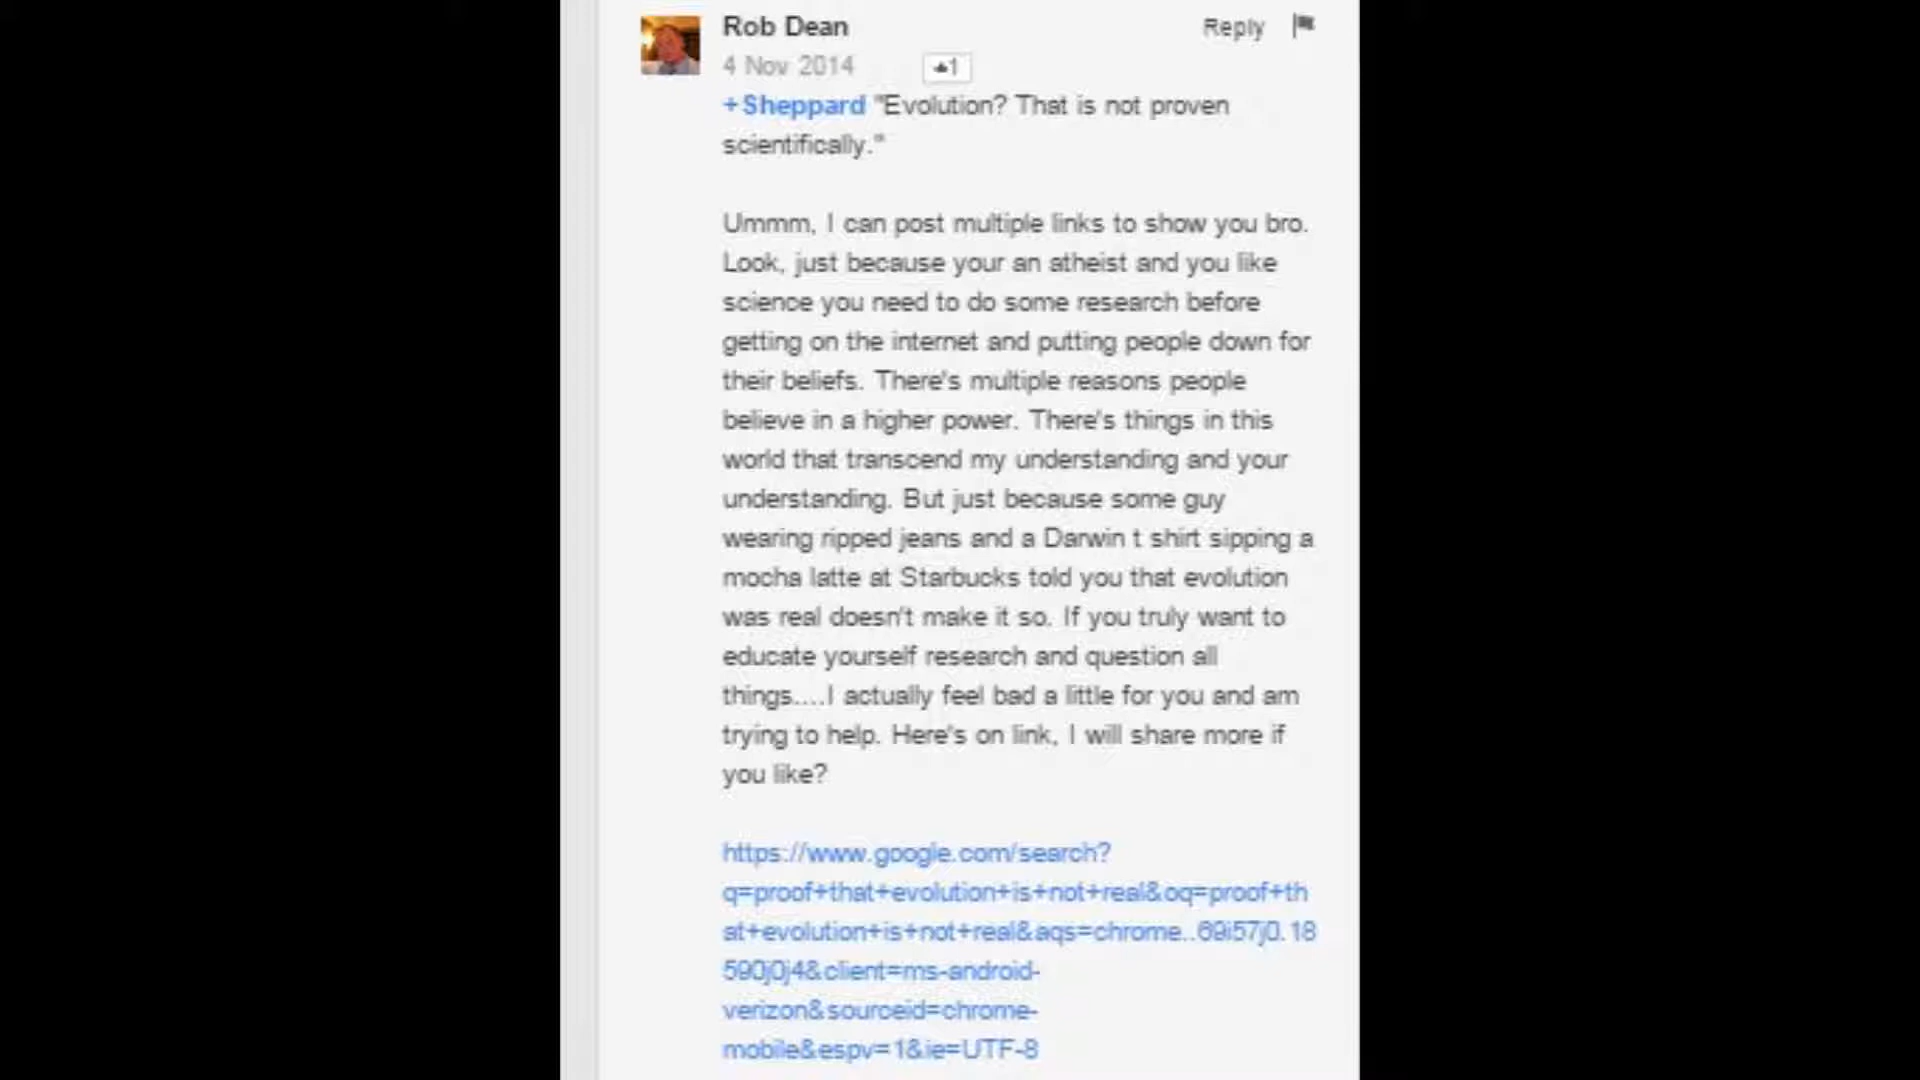 Rob Dean
Reply
4 Nov 2014
1
+Sheppard "Evolution? That is not proven
scientifically."
Ummm, I can post multiple links to show you bro.
Look, just because your an atheist and you like
science you need to do some research before
getting on the internet and putting people down for
their beliefs. There's multiple reasons people
believe in a higher power. There's things in this
world that transcend my understanding and your
understanding. But just because some guy
wearing ripped jeans and a Darwin t shirt sipping a
mocha latte at Starbucks told you that evolution
was real doesn't make it so. If you truly want to
educate yourself research and question all
things....I actually feel bad a little for you and am
trying to help. Here's on link, I will share more if
you like?
https://www.google.com/search?
q=proof+that+evolution+is+not+real&oq=proof+th
at+evolution+is+not+real&aqs=chrome..69i57j0.18
590j0j4&client=ms-android-
verizon&sourceid=chrome-
mobile&espv=1&ie=UTF-8